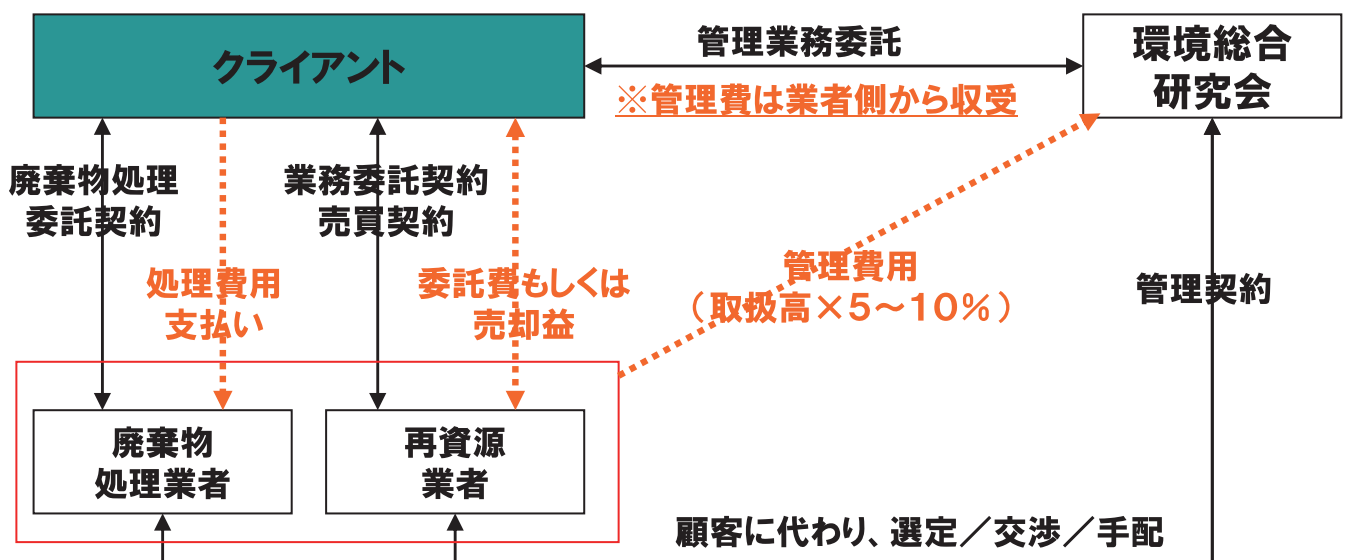 クライアント
管理業務委託
※管理費は業者側から収受
環境総合
研究会
廃棄物処理
委託契約
業務委託契約
売買契約
処理費用
支払い
委託費もしくは
売却益
管理費用
（取扱高×5～10％）
管理契約
廃棄物
処理業者
再資源
業者
顧客に代わり、選定／交渉／手配